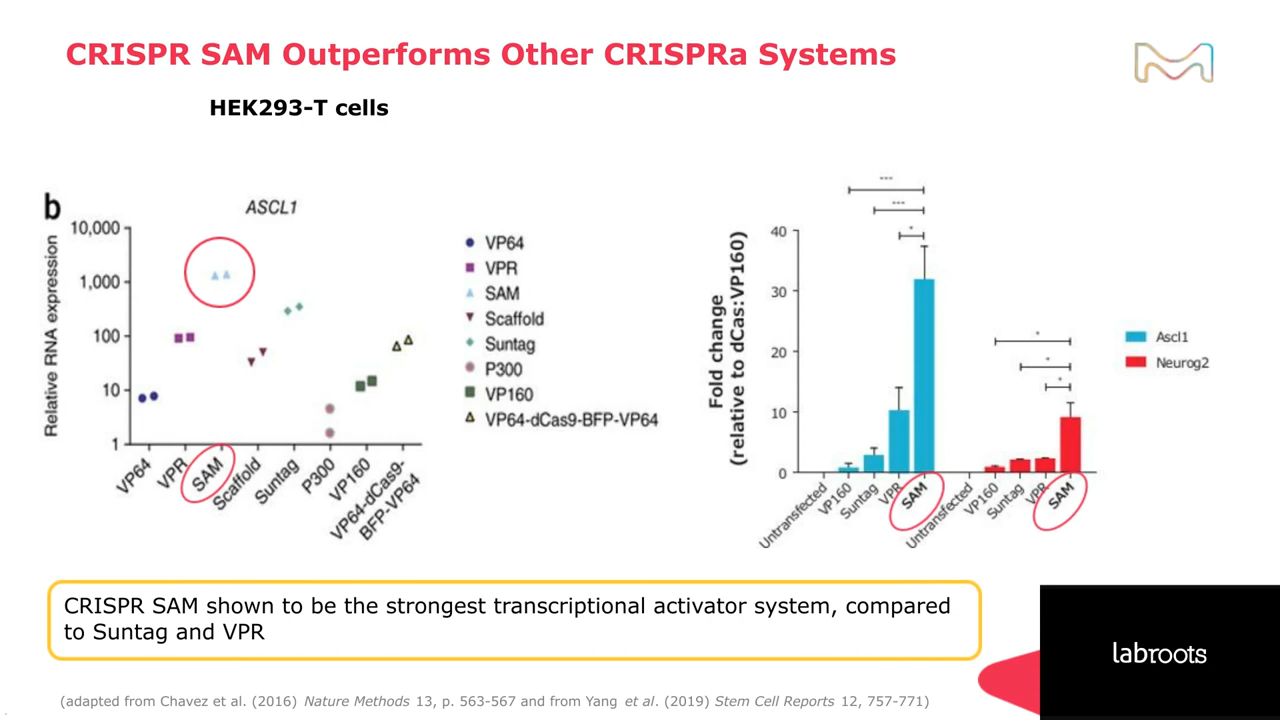 CRISPR SAM Outperforms Other CRISPRa Systems
HEK293-T cells
b
ASCL1
Relative RNA expression
10,000
1,000
100
10
1
VP64
VPR
SAM
Scaffold
Suntag
P300
VP160
VP64-dCas9-
BFP-VP64
VP64
VPR
SAM
Scaffold
Suntag
P300
VP160
VP64-dCas9-BFP-VP64
Fold change
(relative to dCas:VP160)
40
30
20
10
0
---
---
*
*
*
*
Untransfected
VP160
Suntag
VPR
SAM
Untransfected
VP160
Suntag
VPR
SAM
Ascl1
Neurog2
CRISPR SAM shown to be the strongest transcriptional activator system, compared
to Suntag and VPR
labroots
(adapted from Chavez et al. (2016) Nature Methods 13, p. 563-567 and from Yang et al. (2019) Stem Cell Reports 12, 757-771)